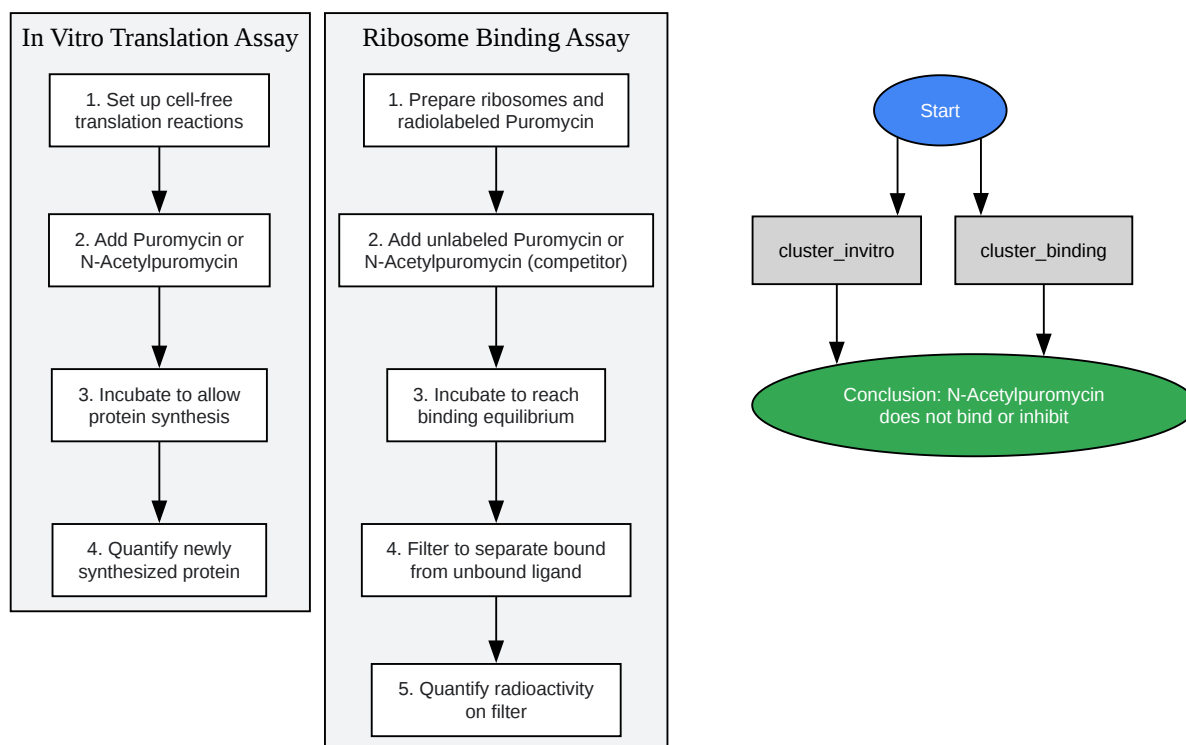 In Vitro Translation Assay
1. Set up cell-free
translation reactions
2. Add Puromycin or
N-Acetylpuromycin
3. Incubate to allow
protein synthesis
4. Quantify newly
synthesized protein
Ribosome Binding Assay
1. Prepare ribosomes and
radiolabeled Puromycin
2. Add unlabeled Puromycin or
N-Acetylpuromycin (competitor)
3. Incubate to reach
binding equilibrium
4. Filter to separate bound
from unbound ligand
5. Quantify radioactivity
on filter
Start
cluster_invitro
cluster_binding
Conclusion: N-Acetylpuromycin
does not bind or inhibit